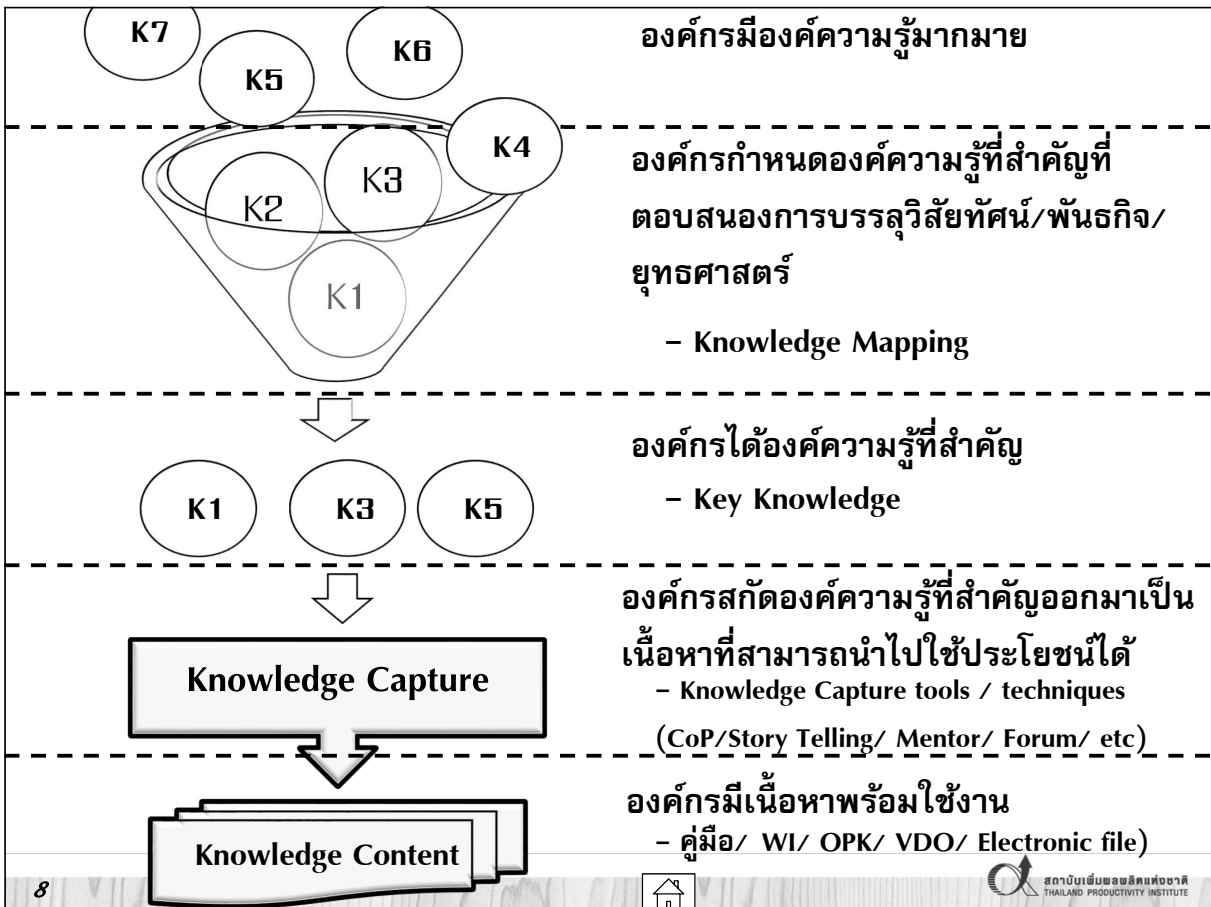 K7
K6
K5
องค์กรมีองค์ความรู้มากมาย
K4
K3
K2
K1
องค์กรกำหนดองค์ความรู้ที่สำคัญที่
ตอบสนองการบรรลุวิสัยทัศน์/พันธกิจ/
ยุทธศาสตร์
– Knowledge Mapping
องค์กรได้องค์ความรู้ที่สำคัญ
– Key Knowledge
K1 K3 K5
องค์กรสกัดองค์ความรู้ที่สำคัญออกมาเป็น
เนื้อหาที่สามารถนำไปใช้ประโยชน์ได้
– Knowledge Capture tools / techniques
(CoP/Story Telling/ Mentor/ Forum/ etc)
Knowledge Capture
องค์กรมีเนื้อหาพร้อมใช้งาน
– คู่มือ/ WI/ OPK/ VDO/ Electronic file)
Knowledge Content
8
สถาบันเพิ่มผลผลิตแห่งชาติ
THAILAND PRODUCTIVITY INSTITUTE